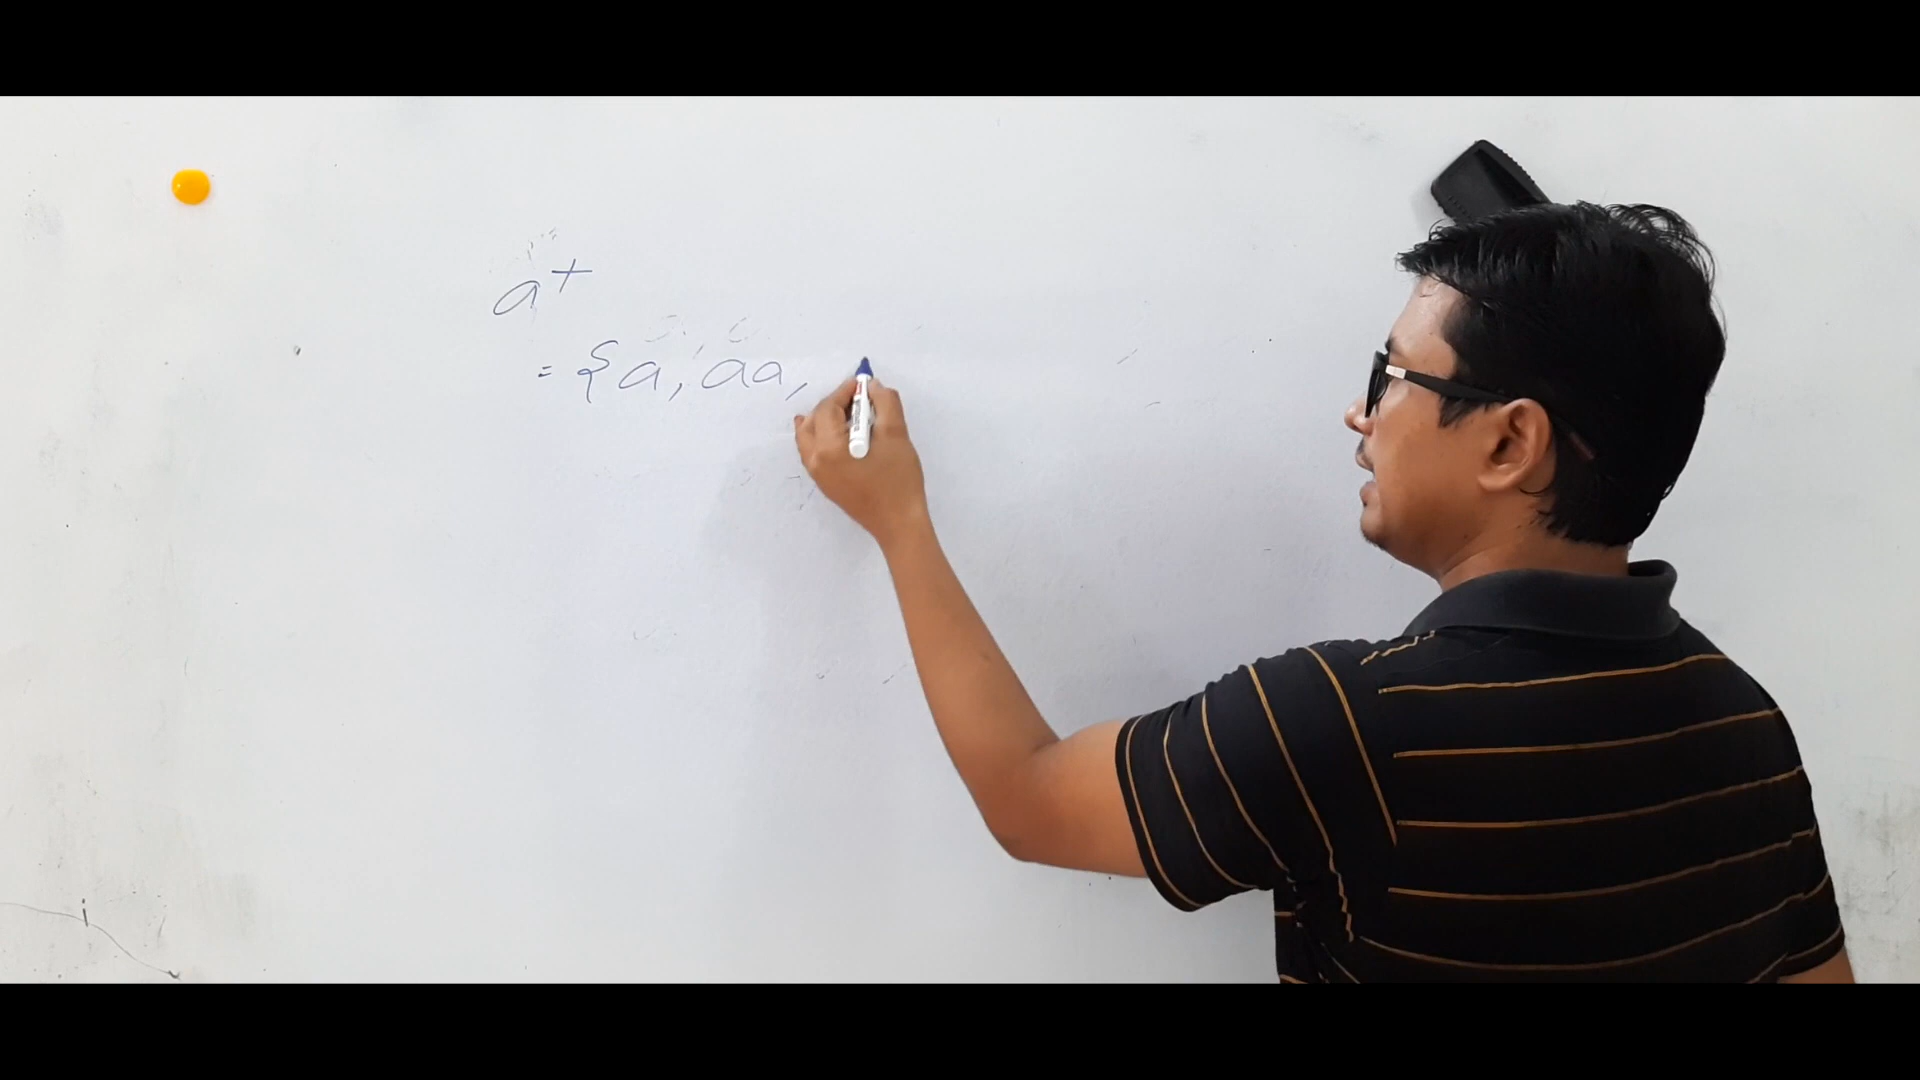 a⁺
= {a, aa,